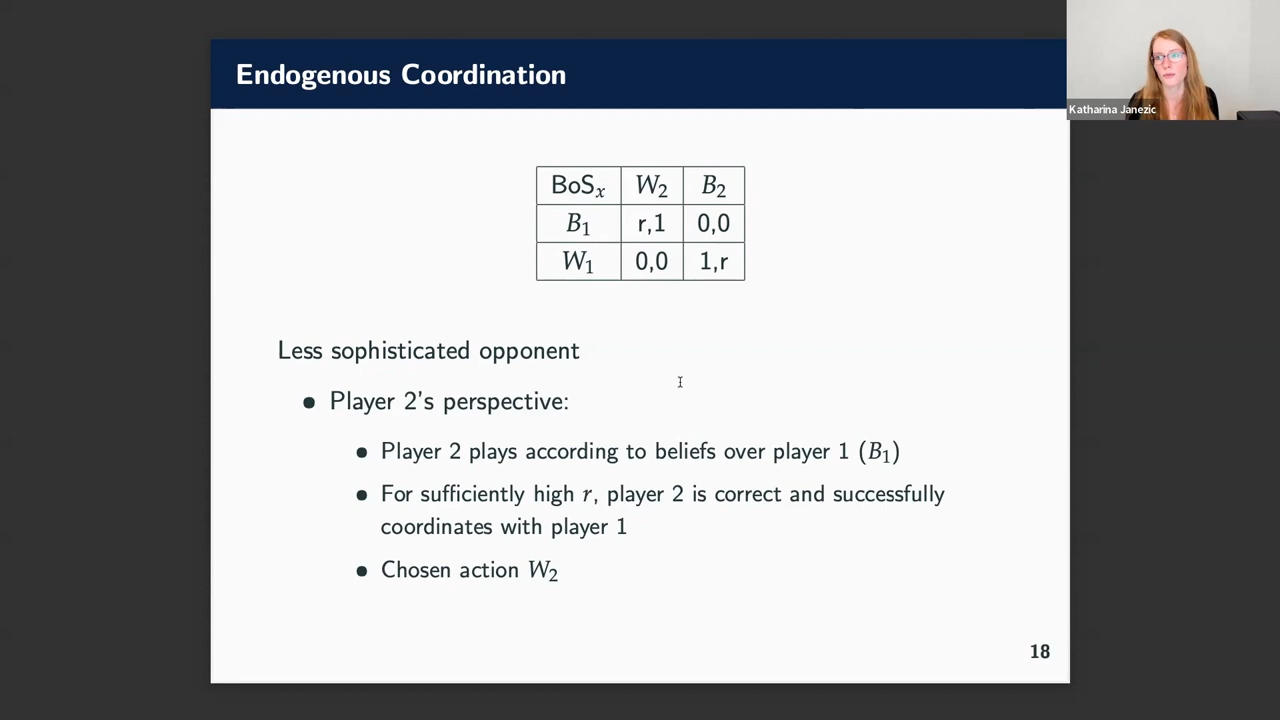 Endogenous Coordination
Katharina Janezic
BoSₓ W₂ B₂
B₁ r,1 0,0
W₁ 0,0 1,r
Less sophisticated opponent
• Player 2's perspective:
• Player 2 plays according to beliefs over player 1 (B₁)
• For sufficiently high r, player 2 is correct and successfully
coordinates with player 1
• Chosen action W₂
18